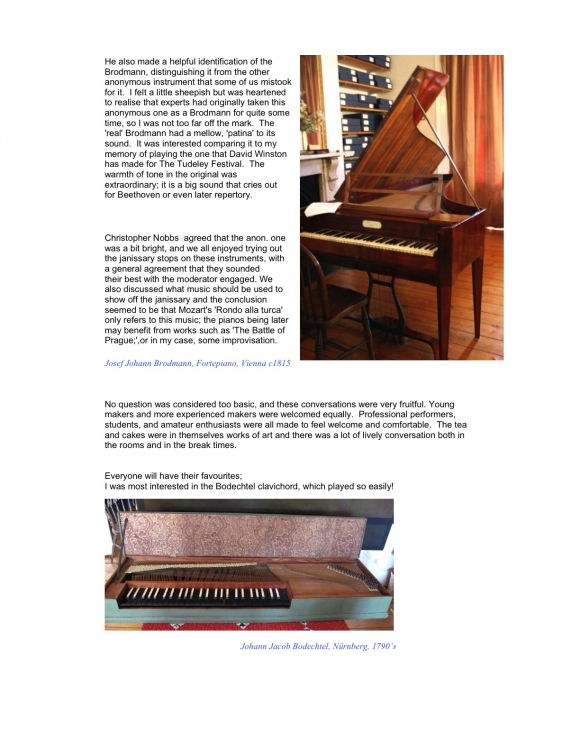 He also made a helpful identification of the
Brodmann, distinguishing it from the other
anonymous instrument that some of us mistook
for it.  I felt a little sheepish but was heartened
to realise that experts had originally taken this
anonymous one as a Brodmann for quite some
time, so I was not too far off the mark.  The
'real' Brodmann had a mellow, 'patina' to its
sound.  It was interested comparing it to my
memory of playing the one that David Winston
has made for The Tudeley Festival.  The
warmth of tone in the original was
extraordinary; it is a big sound that cries out
for Beethoven or even later repertory.
Christopher Nobbs  agreed that the anon. one
was a bit bright, and we all enjoyed trying out
the janissary stops on these instruments, with
a general agreement that they sounded
their best with the moderator engaged. We
also discussed what music should be used to
show off the janissary and the conclusion
seemed to be that Mozart's 'Rondo alla turca'
only refers to this music; the pianos being later
may benefit from works such as 'The Battle of
Prague;',or in my case, some improvisation.
Josef Johann Brodmann, Fortepiano, Vienna c1815
No question was considered too basic, and these conversations were very fruitful. Young
makers and more experienced makers were welcomed equally.  Professional performers,
students, and amateur enthusiasts were all made to feel welcome and comfortable.  The tea
and cakes were in themselves works of art and there was a lot of lively conversation both in
the rooms and in the break times.
Everyone will have their favourites;
I was most interested in the Bodechtel clavichord, which played so easily!
Johann Jacob Bodechtel, Nürnberg, 1790´s